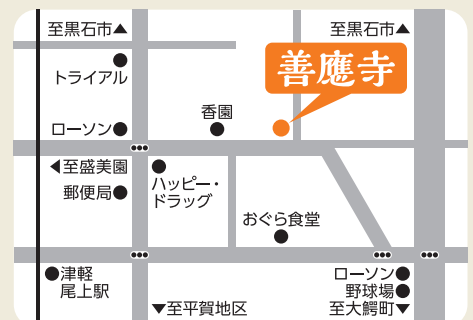 至黒石市▲
至黒石市▲
トライアル
善應寺
香園
ローソン
◀至盛美園
郵便局
ハッピー・
ドラッグ
おぐら食堂
津軽
尾上駅
ローソン
野球場
▼至平賀地区
至大鰐町▼